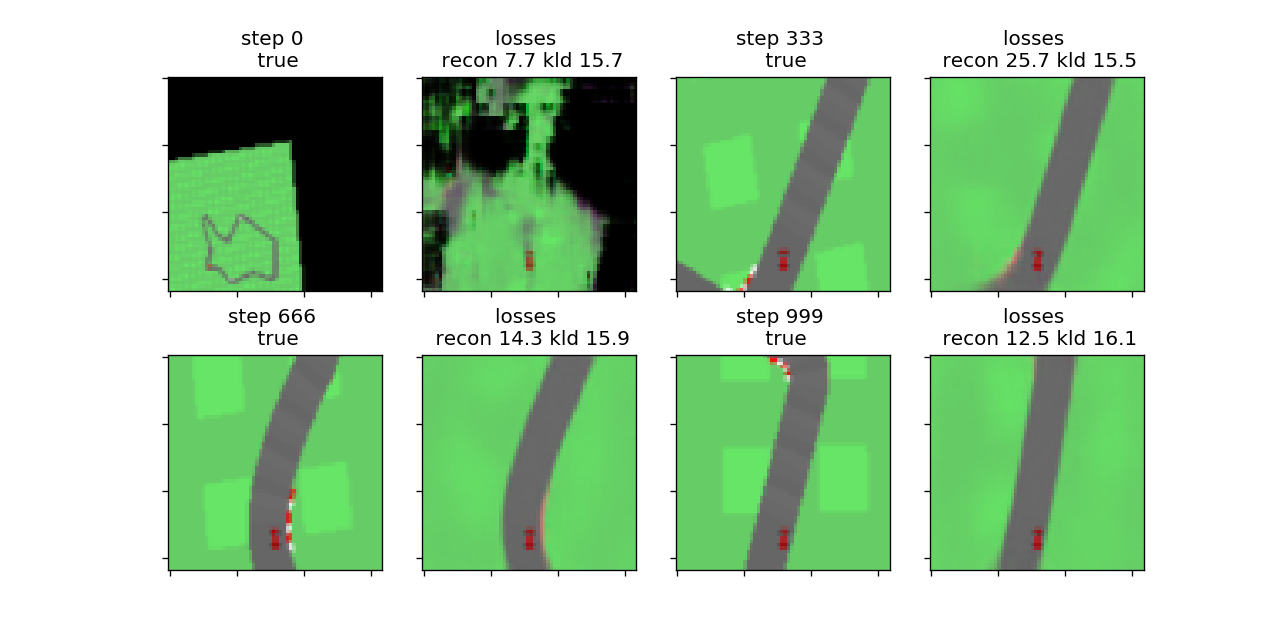 step 0
true
losses
recon 7.7 kld 15.7
step 333
true
losses
recon 25.7 kld 15.5
step 666
true
losses
recon 14.3 kld 15.9
step 999
true
losses
recon 12.5 kld 16.1